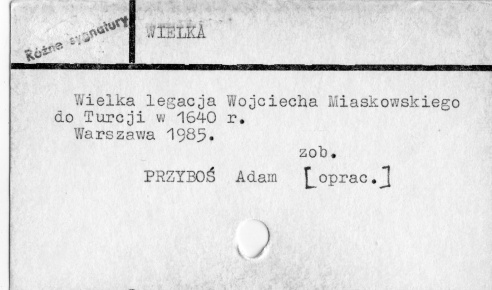 Różne sygnatury
WIELKA
Wielka legacja Wojciecha Miaskowskiego
do Turcji w 1640 r.
Warszawa 1985.
zob.
PRZYBOŚ Adam [oprac.]